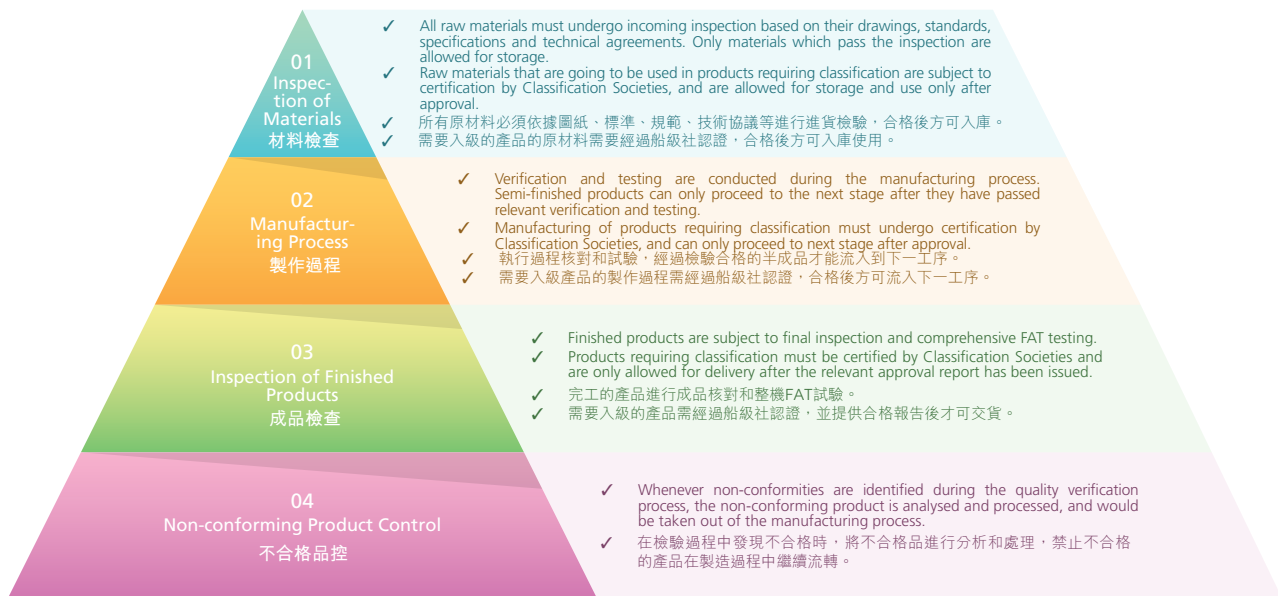 01
Inspec-
tion of
Materials
材料檢查
✓ All raw materials must undergo incoming inspection based on their drawings, standards,
specifications and technical agreements. Only materials which pass the inspection are
allowed for storage.
✓ Raw materials that are going to be used in products requiring classification are subject to
certification by Classification Societies, and are allowed for storage and use only after
approval.
✓ 所有原材料必須依據圖紙、標準、規範、技術協議等進行進貨檢驗，合格後方可入庫。
✓ 需要入級的產品的原材料需要經過船級社認證，合格後方可入庫使用。
02
Manufactur-
ing Process
製作過程
✓ Verification and testing are conducted during the manufacturing process.
Semi-finished products can only proceed to the next stage after they have passed
relevant verification and testing.
✓ Manufacturing of products requiring classification must undergo certification by
Classification Societies, and can only proceed to next stage after approval.
✓ 執行過程核對和試驗，經過檢驗合格的半成品才能流入到下一工序。
✓ 需要入級產品的製作過程需經過船級社認證，合格後方可流入下一工序。
03
Inspection of Finished
Products
成品檢查
✓ Finished products are subject to final inspection and comprehensive FAT testing.
✓ Products requiring classification must be certified by Classification Societies and
are only allowed for delivery after the relevant approval report has been issued.
✓ 完工的產品進行成品核對和整機FAT試驗。
✓ 需要入級的產品需經過船級社認證，並提供合格報告後才可交貨。
04
Non-conforming Product Control
不合格品控
✓ Whenever non-conformities are identified during the quality verification
process, the non-conforming product is analysed and processed, and would
be taken out of the manufacturing process.
✓ 在檢驗過程中發現不合格時，將不合格品進行分析和處理，禁止不合格
的產品在製造過程中繼續流轉。